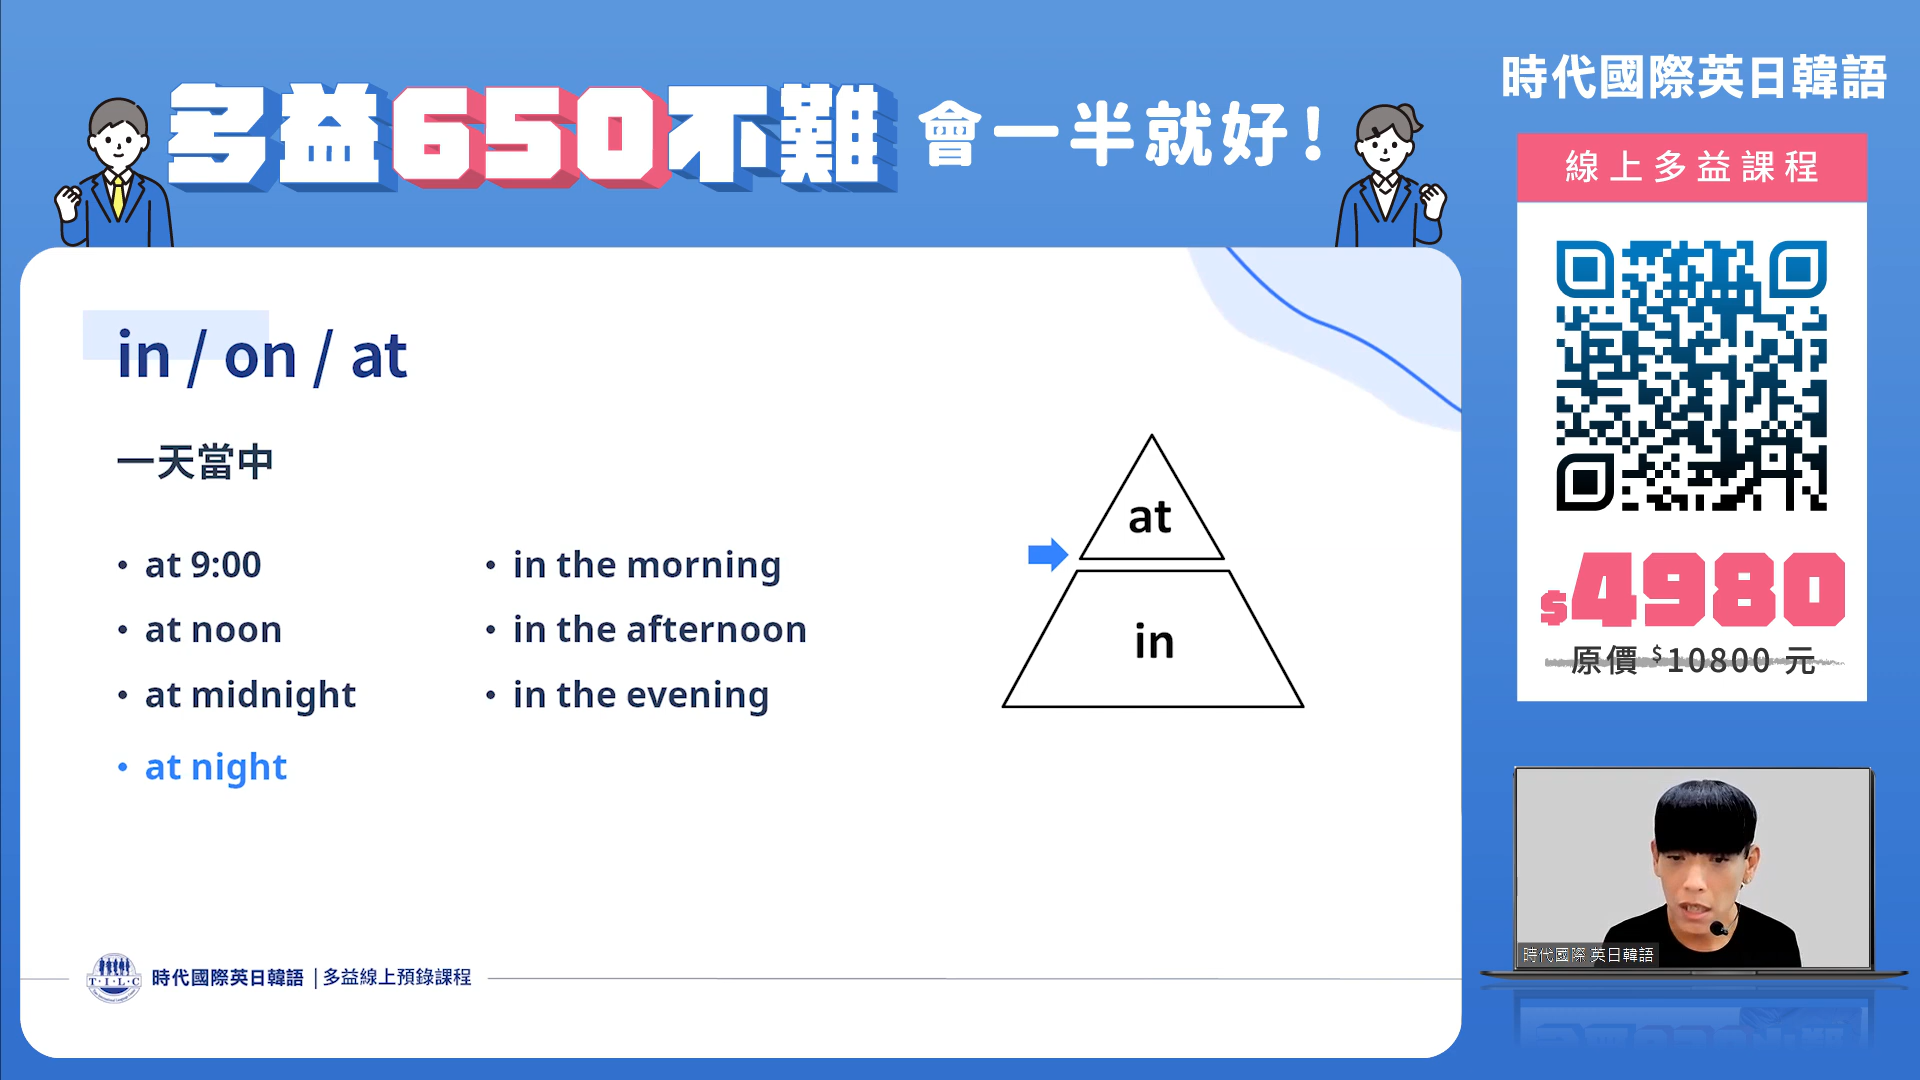 多益650不難 會一半就好！
時代國際英日韓語
線上多益課程
$4980
原價 $10800 元
in / on / at
一天當中
• at 9:00
• at noon
• at midnight
• at night
• in the morning
• in the afternoon
• in the evening
at
in
T·I·L·C
時代國際英日韓語 | 多益線上預錄課程
時代國際 英日韓語